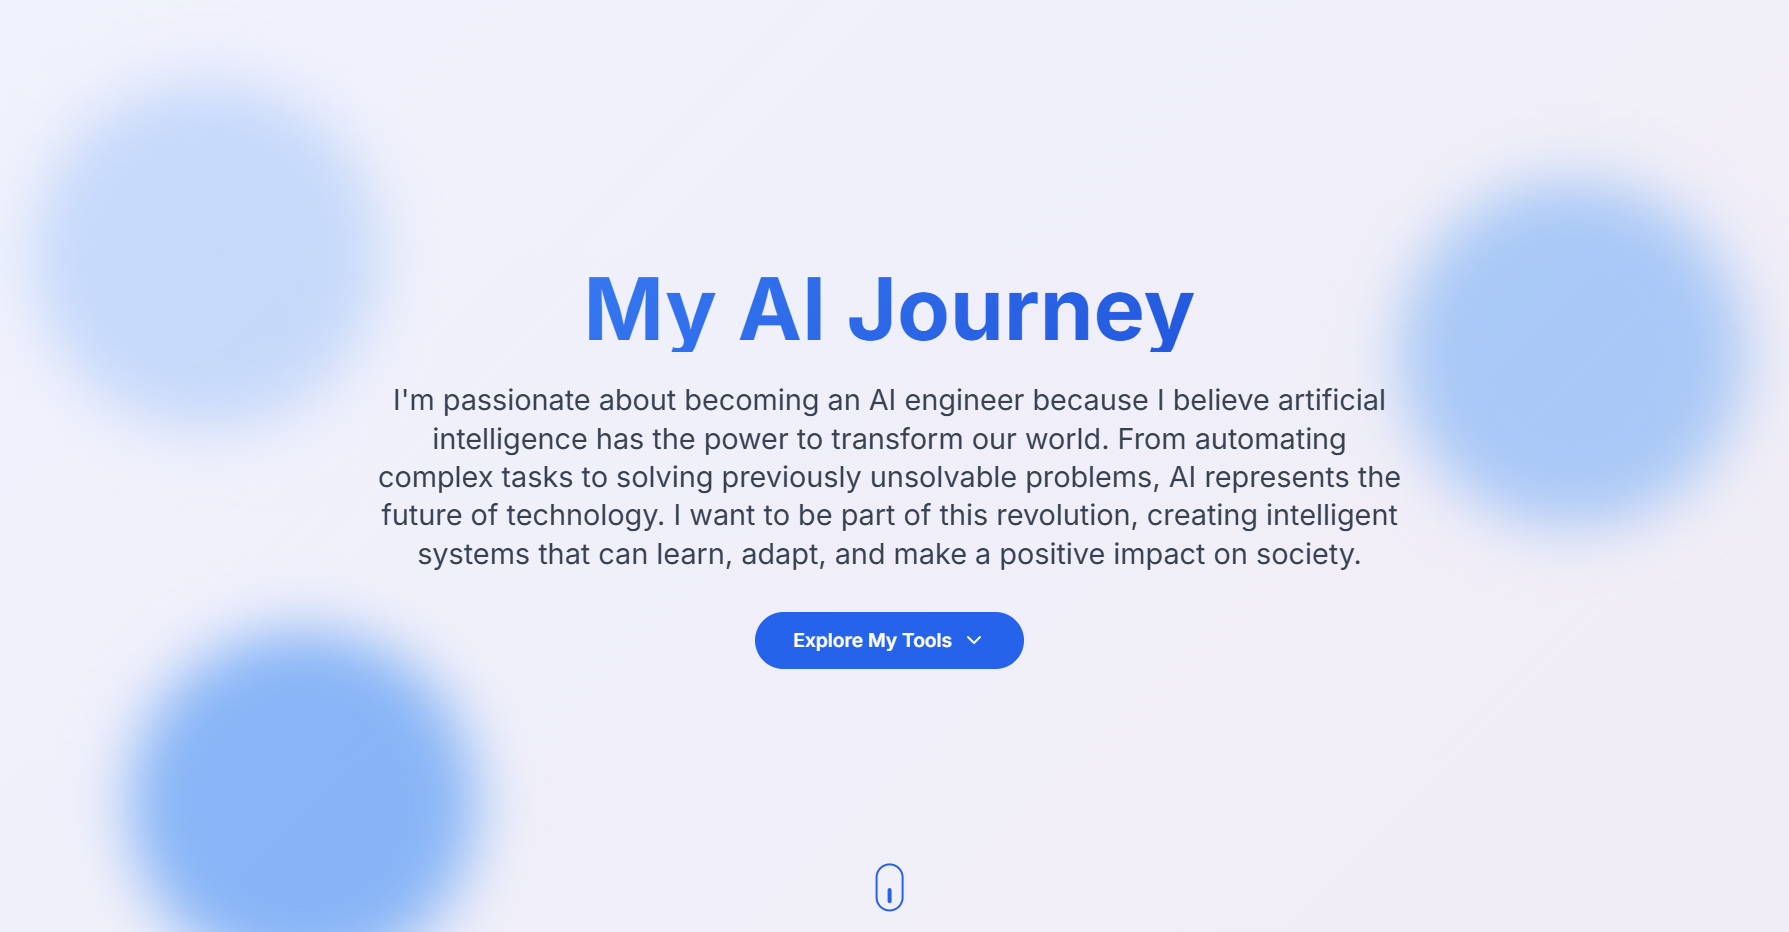 My AI Journey
I'm passionate about becoming an AI engineer because I believe artificial
intelligence has the power to transform our world. From automating
complex tasks to solving previously unsolvable problems, AI represents the
future of technology. I want to be part of this revolution, creating intelligent
systems that can learn, adapt, and make a positive impact on society.
Explore My Tools